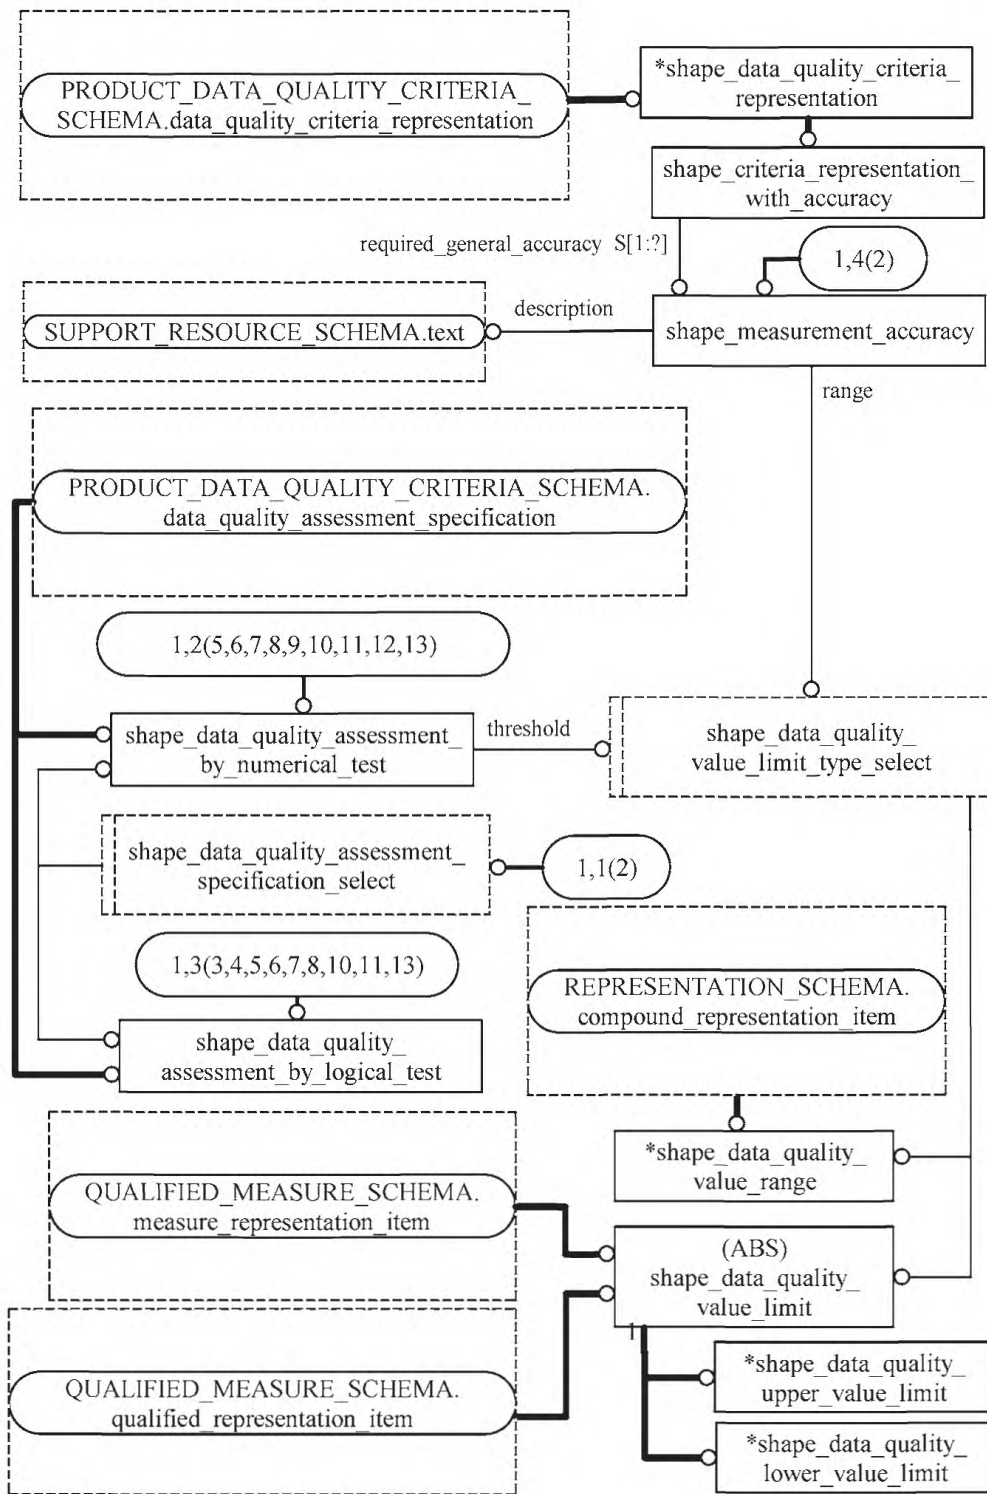 PRODUCT_DATA_QUALITY_CRITERIA_
SCHEMA.data_quality_criteria_representation
*shape_data_quality_criteria_
representation
shape_criteria_representation_
with_accuracy
required_general_accuracy S[1:?]
1,4(2)
description
SUPPORT_RESOURCE_SCHEMA.text
shape_measurement_accuracy
range
PRODUCT_DATA_QUALITY_CRITERIA_SCHEMA.
data_quality_assessment_specification
1,2(5,6,7,8,9,10,11,12,13)
shape_data_quality_assessment_
by_numerical_test
threshold
shape_data_quality_
value_limit_type_select
shape_data_quality_assessment_
specification_select
1,1(2)
1,3(3,4,5,6,7,8,10,11,13)
REPRESENTATION_SCHEMA.
compound_representation_item
shape_data_quality_
assessment_by_logical_test
*shape_data_quality_
value_range
QUALIFIED_MEASURE_SCHEMA.
measure_representation_item
(ABS)
shape_data_quality_
value_limit
1
*shape_data_quality_
upper_value_limit
QUALIFIED_MEASURE_SCHEMA.
qualified_representation_item
*shape_data_quality_
lower_value_limit